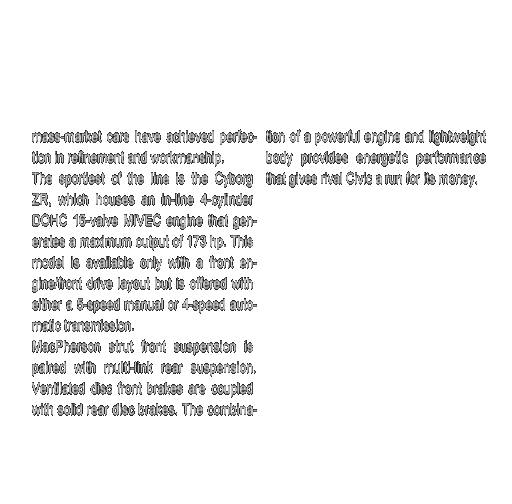 mass-market cars have achieved perfec-
tion in refinement and workmanship.
The sportiest of the line is the Cyborg
ZR, which houses an in-line 4-cylinder
DOHC 16-valve MIVEC engine that gen-
erates a maximum output of 173 hp. This
model is available only with a front en-
gine/front drive layout but is offered with
either a 5-speed manual or 4-speed auto-
matic transmission.
MacPherson strut front suspension is
paired with multi-link rear suspension.
Ventilated disc front brakes are coupled
with solid rear disc brakes. The combina-
tion of a powerful engine and lightweight
body provides energetic performance
that gives rival Civic a run for its money.